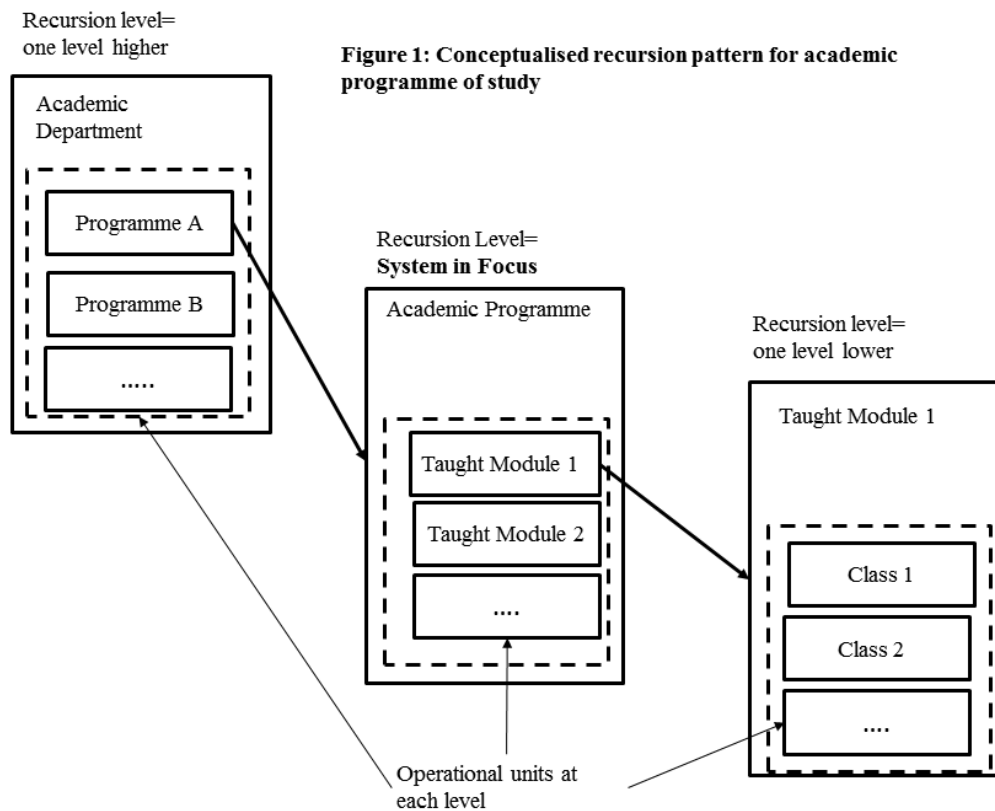 Recursion level=
one level higher
Figure 1: Conceptualised recursion pattern for academic
programme of study
Academic
Department
Programme A
Programme B
.....
Recursion Level=
System in Focus
Academic Programme
Taught Module 1
Taught Module 2
....
Recursion level=
one level lower
Taught Module 1
Class 1
Class 2
....
Operational units at
each level